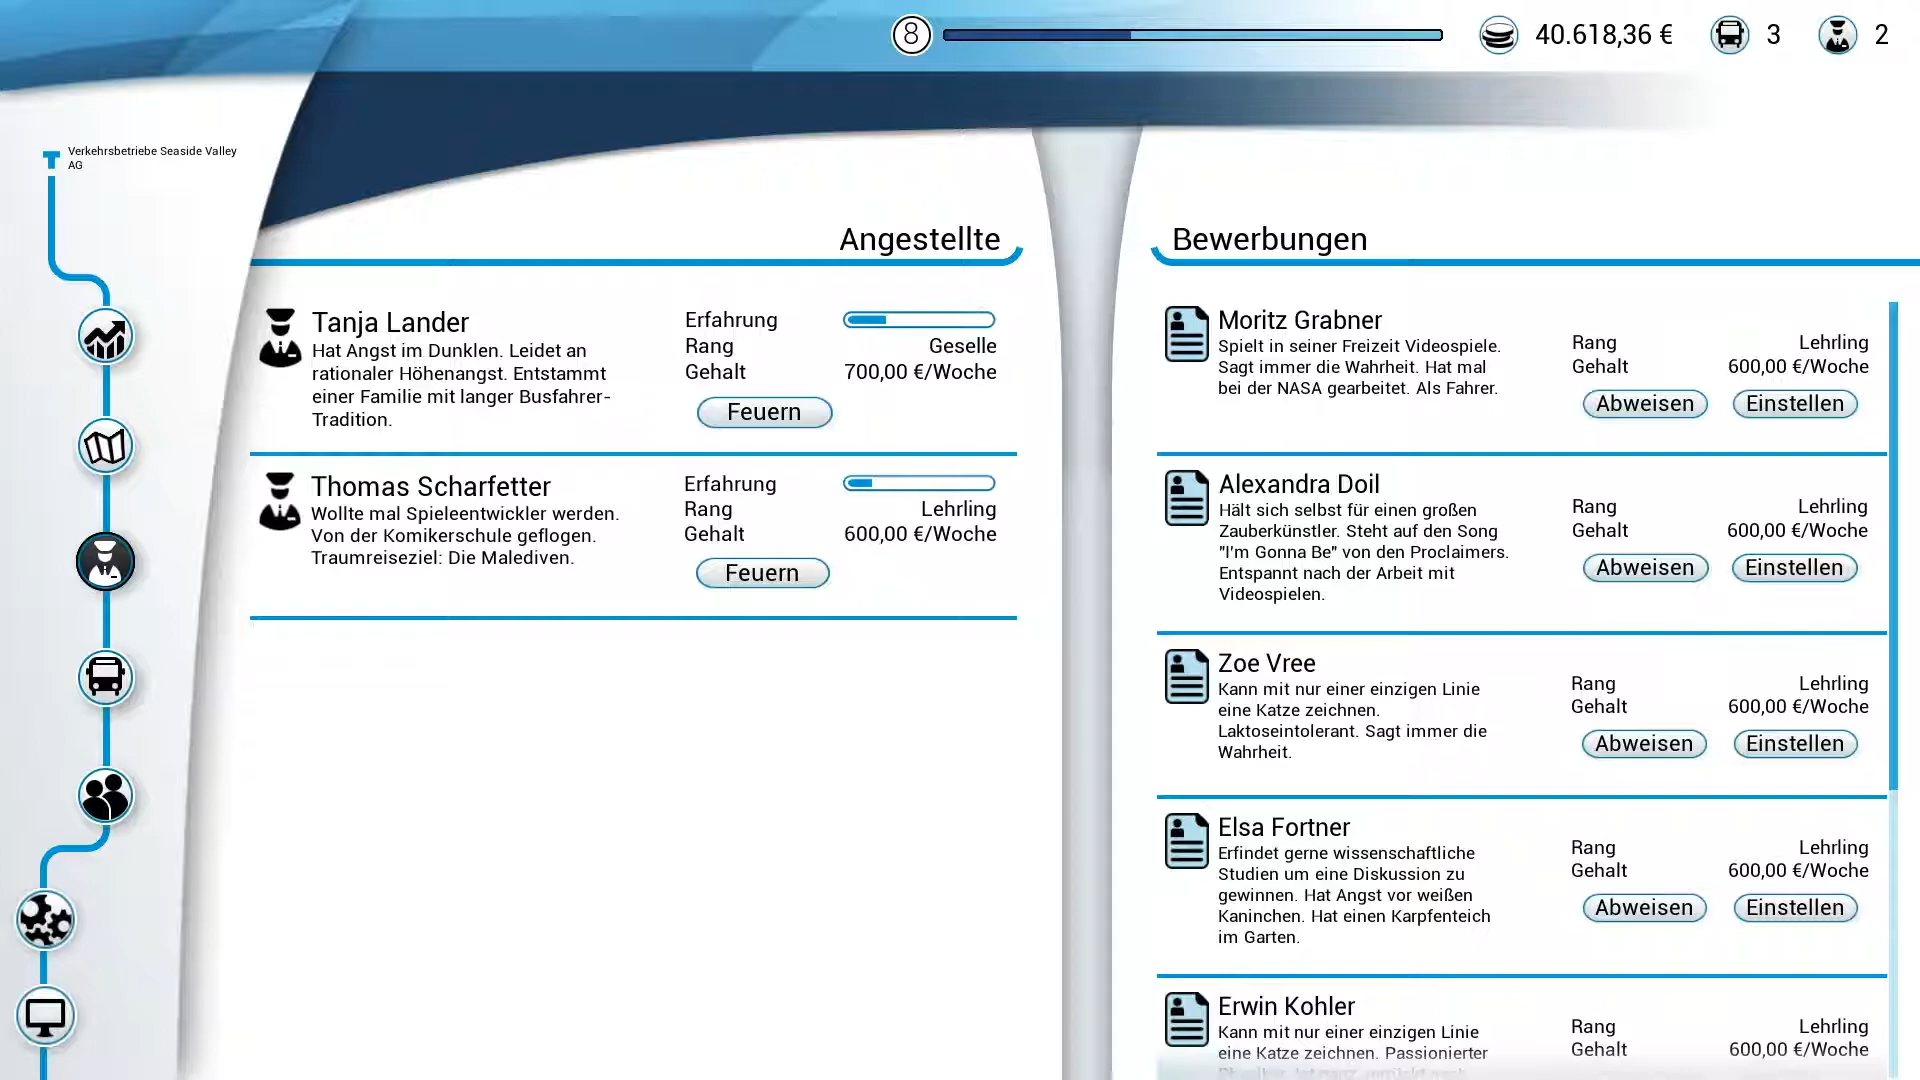 8
40.618,36 €
3
2
Verkehrsbetriebe Seaside Valley
AG
Angestellte
Tanja Lander
Hat Angst im Dunklen. Leidet an
rationaler Höhenangst. Entstammt
einer Familie mit langer Busfahrer-
Tradition.
Erfahrung
Rang Geselle
Gehalt 700,00 €/Woche
Feuern
Thomas Scharfetter
Wollte mal Spieleentwickler werden.
Von der Komikerschule geflogen.
Traumreiseziel: Die Malediven.
Erfahrung
Rang Lehrling
Gehalt 600,00 €/Woche
Feuern
Bewerbungen
Moritz Grabner
Spielt in seiner Freizeit Videospiele.
Sagt immer die Wahrheit. Hat mal
bei der NASA gearbeitet. Als Fahrer.
Rang Lehrling
Gehalt 600,00 €/Woche
Abweisen Einstellen
Alexandra Doil
Hält sich selbst für einen großen
Zauberkünstler. Steht auf den Song
"I'm Gonna Be" von den Proclaimers.
Entspannt nach der Arbeit mit
Videospielen.
Rang Lehrling
Gehalt 600,00 €/Woche
Abweisen Einstellen
Zoe Vree
Kann mit nur einer einzigen Linie
eine Katze zeichnen.
Laktoseintolerant. Sagt immer die
Wahrheit.
Rang Lehrling
Gehalt 600,00 €/Woche
Abweisen Einstellen
Elsa Fortner
Erfindet gerne wissenschaftliche
Studien um eine Diskussion zu
gewinnen. Hat Angst vor weißen
Kaninchen. Hat einen Karpfenteich
im Garten.
Rang Lehrling
Gehalt 600,00 €/Woche
Abweisen Einstellen
Erwin Kohler
Kann mit nur einer einzigen Linie
eine Katze zeichnen. Passionierter
Rang Lehrling
Gehalt 600,00 €/Woche